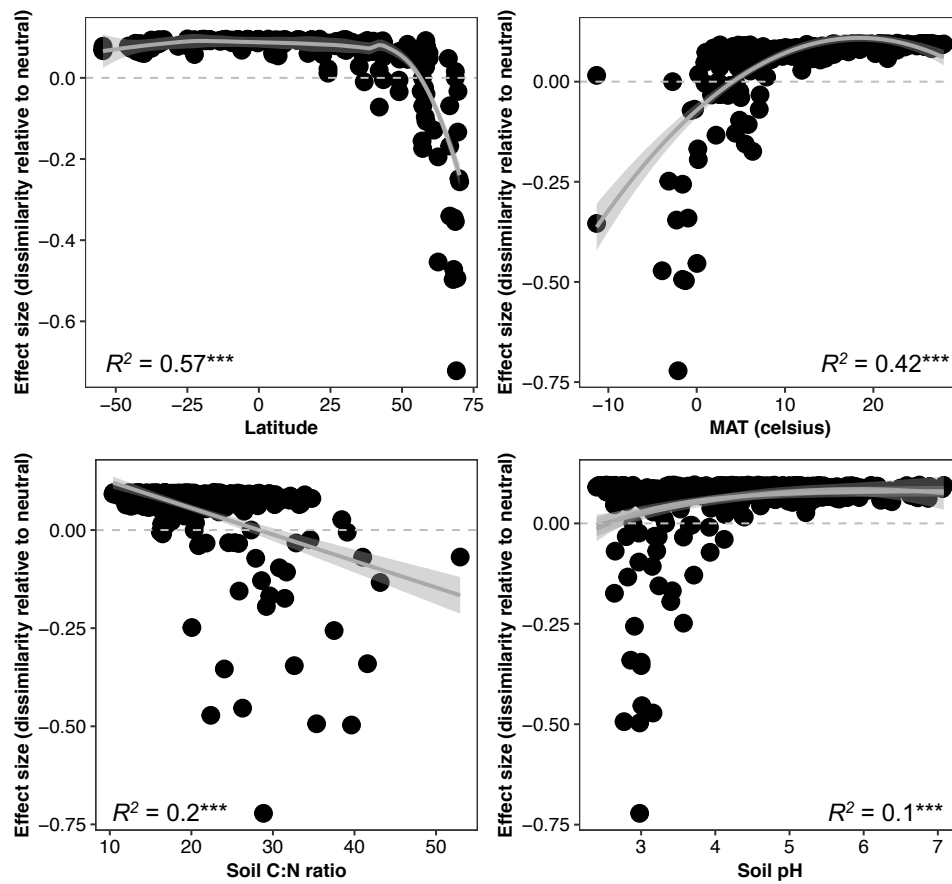 Effect size (dissimilarity relative to neutral)
0.0
−0.2
−0.4
−0.6
R² = 0.57***
−50 −25 0 25 50 75
Latitude
Effect size (dissimilarity relative to neutral)
0.00
−0.25
−0.50
−0.75
R² = 0.42***
−10 0 10 20
MAT (celsius)
Effect size (dissimilarity relative to neutral)
0.00
−0.25
−0.50
−0.75
R² = 0.2***
10 20 30 40 50
Soil C:N ratio
Effect size (dissimilarity relative to neutral)
0.00
−0.25
−0.50
−0.75
R² = 0.1***
3 4 5 6 7
Soil pH